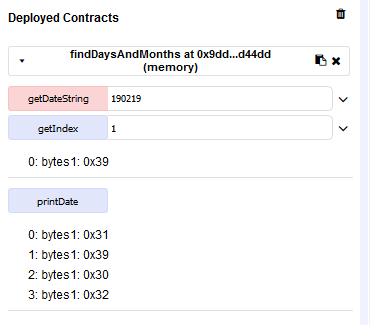 Deployed Contracts
findDaysAndMonths at 0x9dd...d44dd
(memory)
getDateString 190219
getIndex 1
0: bytes1: 0x39
printDate
0: bytes1: 0x31
1: bytes1: 0x39
2: bytes1: 0x30
3: bytes1: 0x32